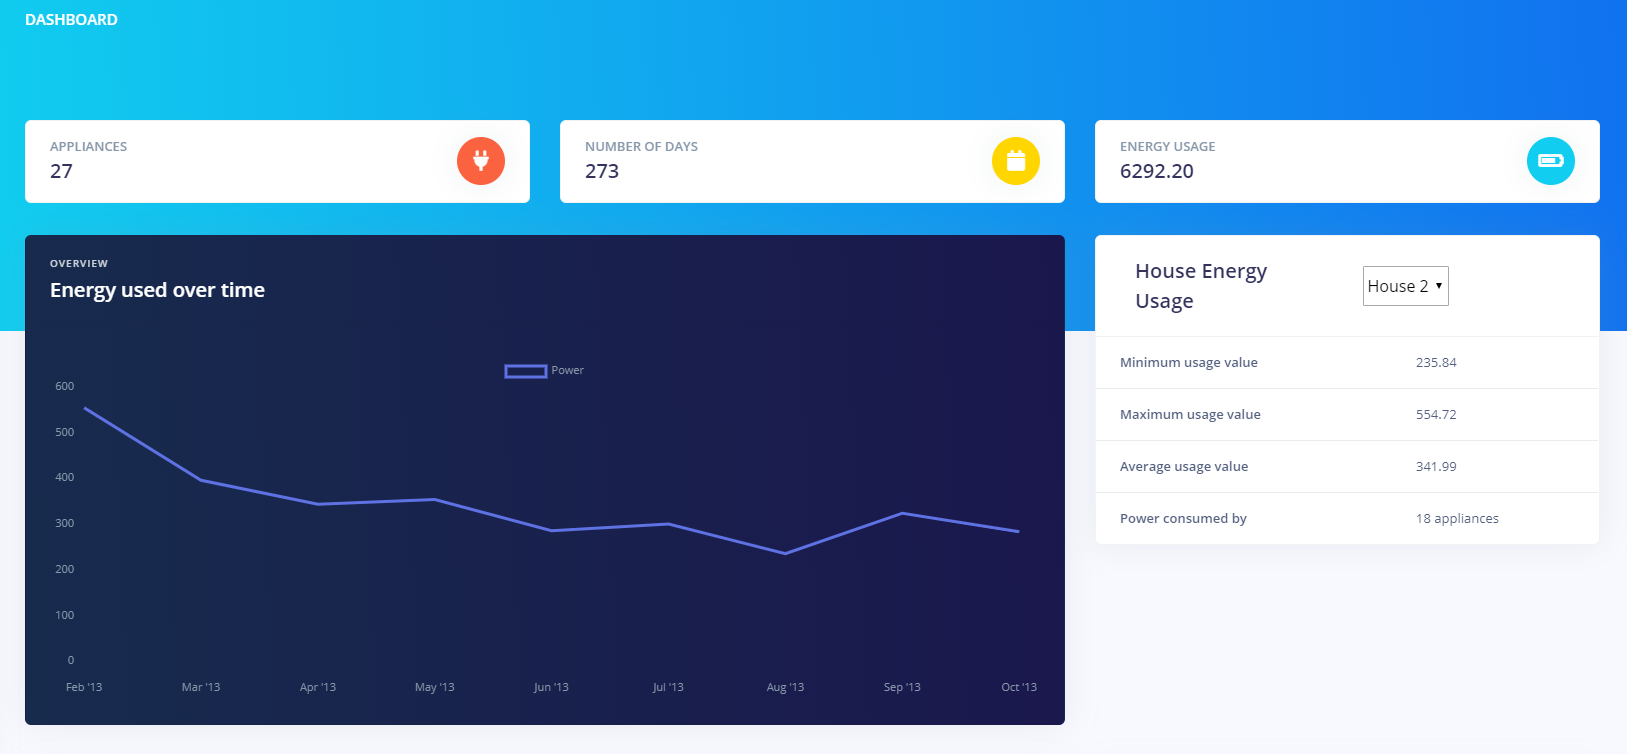 DASHBOARD
APPLIANCES
27
NUMBER OF DAYS
273
ENERGY USAGE
6292.20
OVERVIEW
Energy used over time
Power
600
500
400
300
200
100
0
Feb '13 Mar '13 Apr '13 May '13 Jun '13 Jul '13 Aug '13 Sep '13 Oct '13
House Energy
Usage
House 2
Minimum usage value 235.84
Maximum usage value 554.72
Average usage value 341.99
Power consumed by 18 appliances